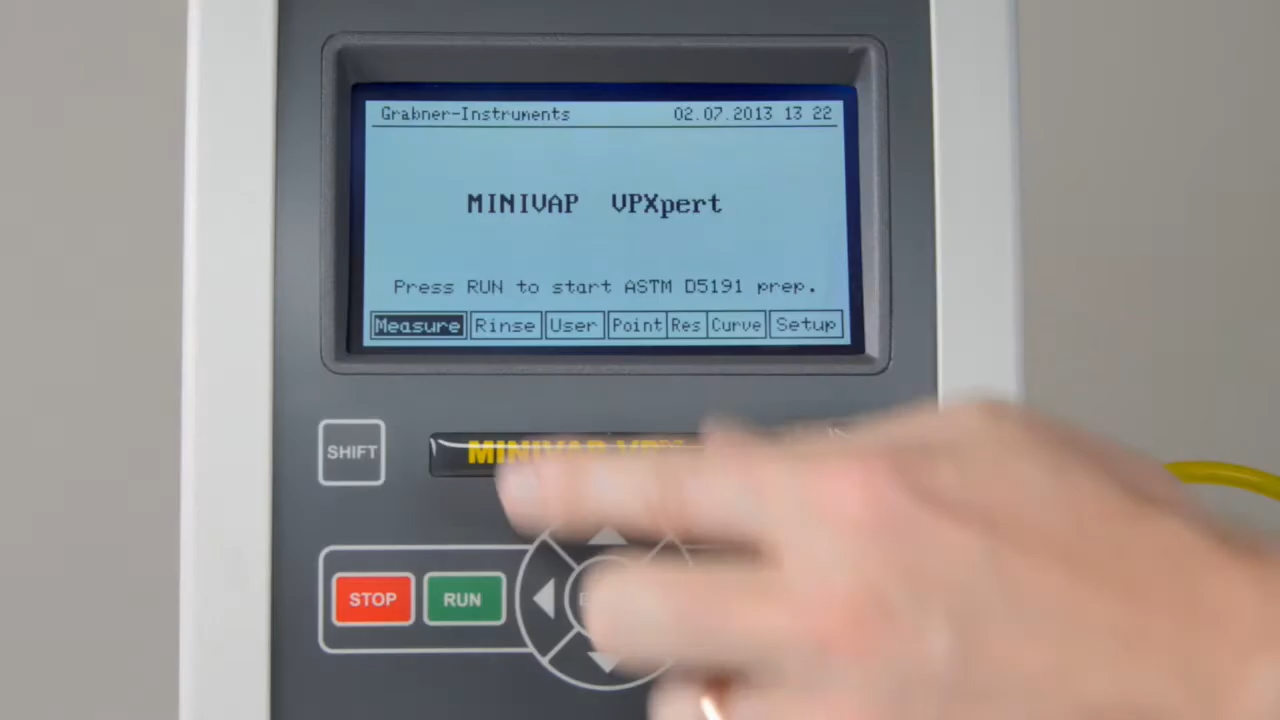 Grabner-Instruments 02.07.2013 13 22
MINIVAP VPXpert
Press RUN to start ASTM D5191 prep.
Measure Rinse User Point Res Curve Setup
SHIFT
MINIVAP
STOP RUN